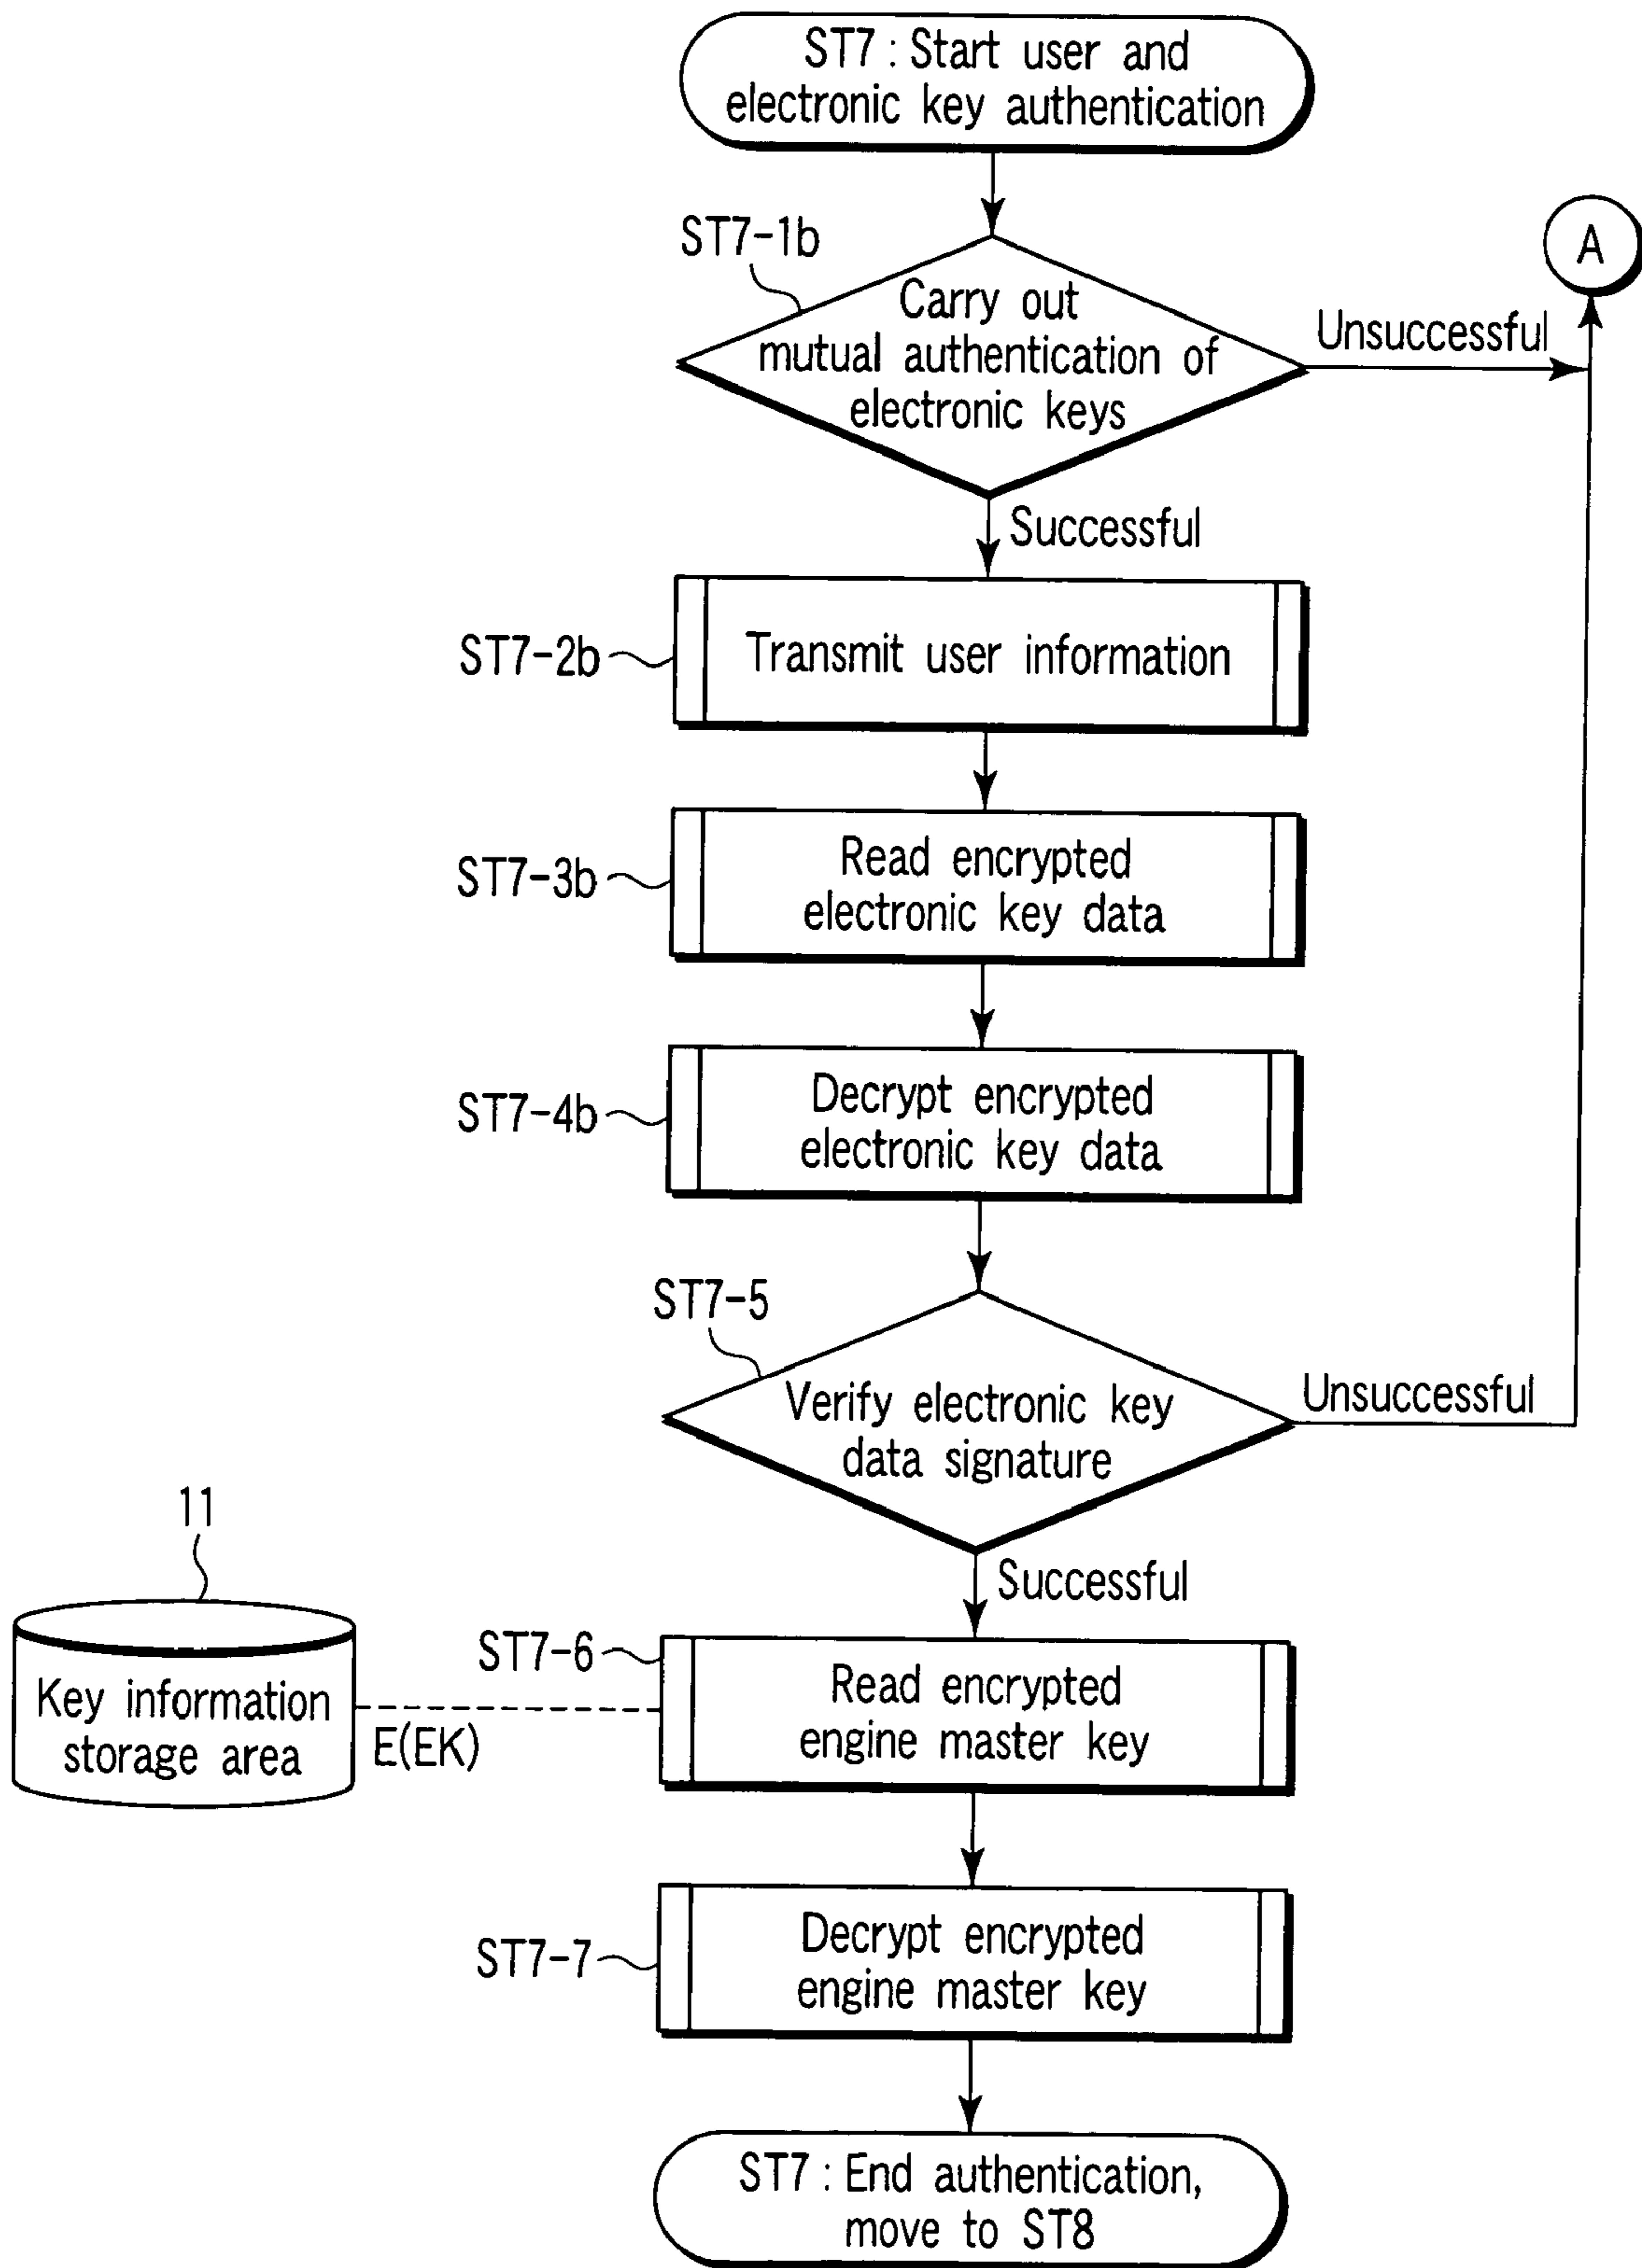 ST7 : Start user and
electronic key authentication
ST7-1b
A
Carry out
mutual authentication of
electronic keys
Unsuccessful
Successful
ST7-2b
Transmit user information
ST7-3b
Read encrypted
electronic key data
ST7-4b
Decrypt encrypted
electronic key data
ST7-5
Verify electronic key
data signature
Unsuccessful
Successful
11
Key information
storage area
E(EK)
ST7-6
Read encrypted
engine master key
ST7-7
Decrypt encrypted
engine master key
ST7 : End authentication,
move to ST8